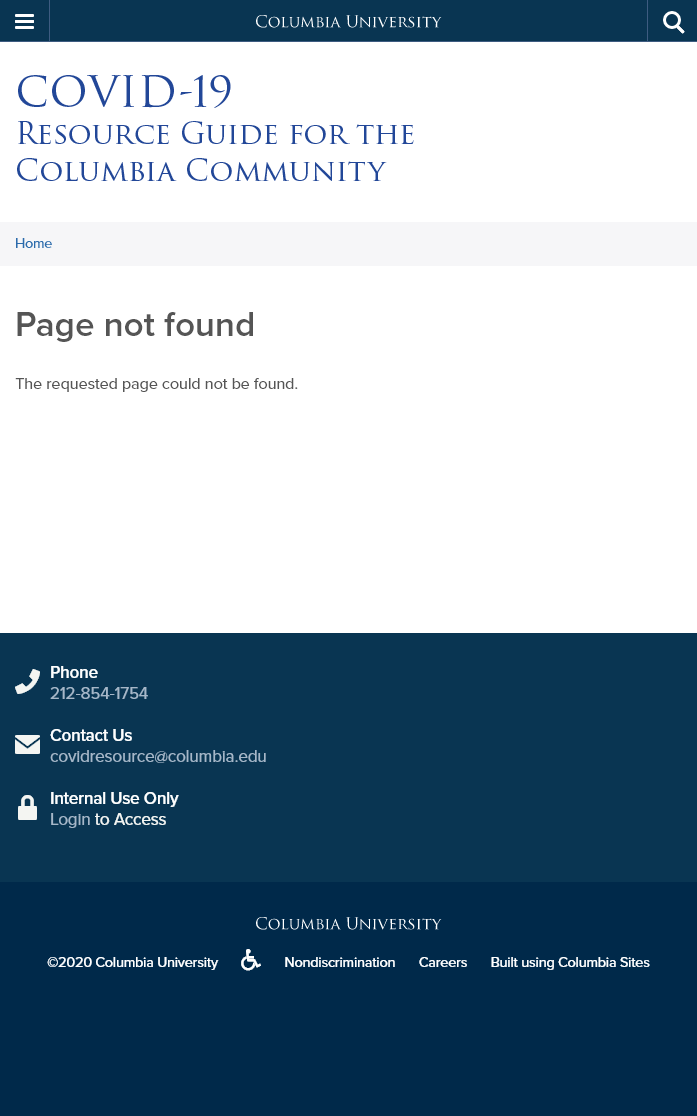 Columbia University
COVID-19
Resource Guide for the
Columbia Community
Home
Page not found
The requested page could not be found.
Phone
212-854-1754
Contact Us
covidresource@columbia.edu
Internal Use Only
Login to Access
Columbia University
©2020 Columbia University Nondiscrimination Careers Built using Columbia Sites